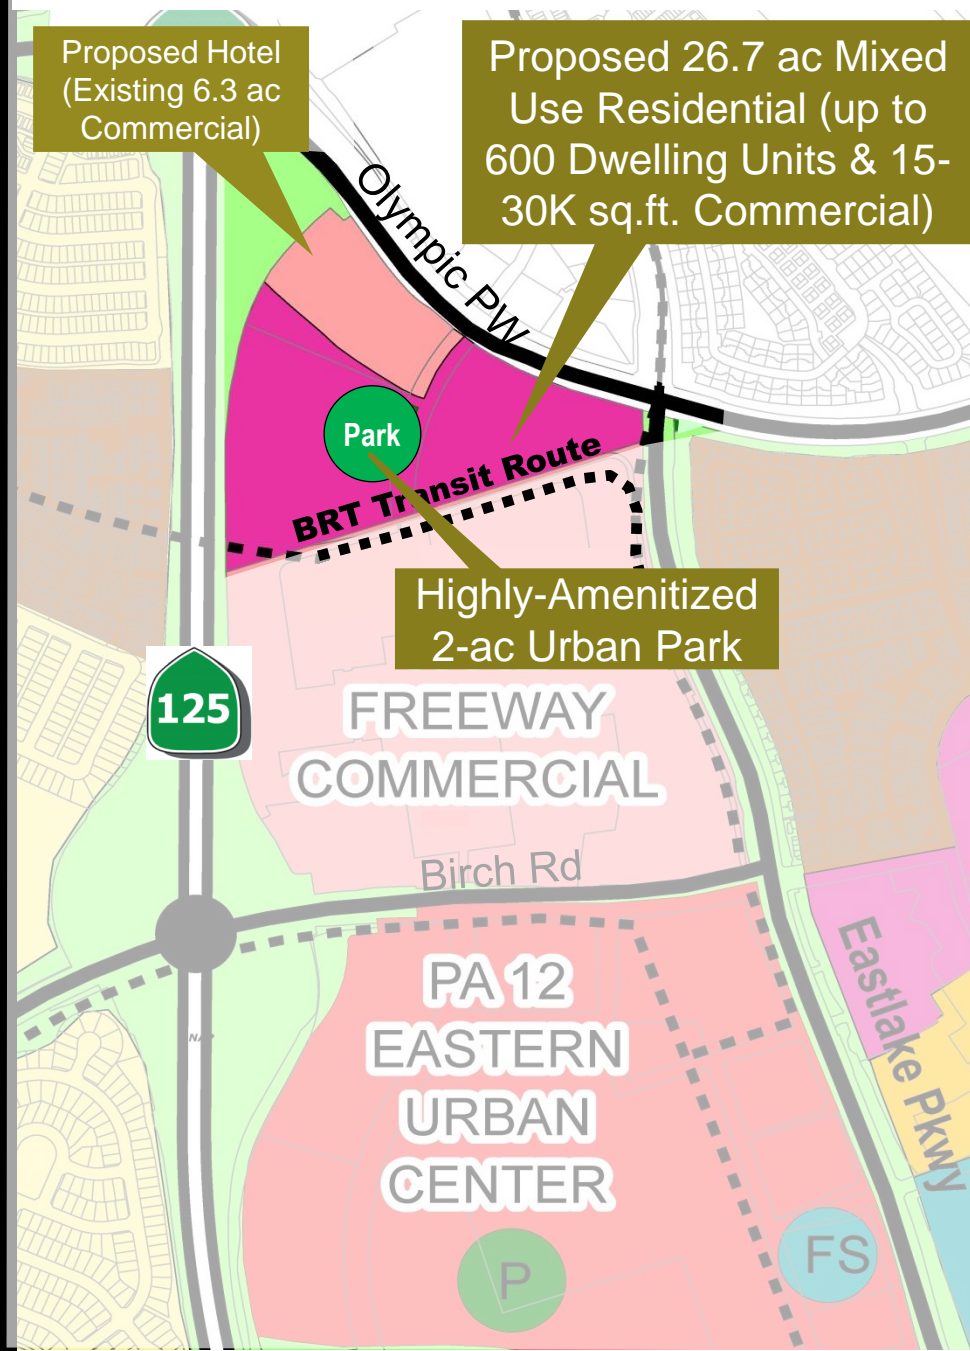 Proposed Hotel
(Existing 6.3 ac
Commercial)
Proposed 26.7 ac Mixed
Use Residential (up to
600 Dwelling Units & 15-
30K sq.ft. Commercial)
Olympic PW
Park
BRT Transit Route
Highly-Amenitized
2-ac Urban Park
125
FREEWAY
COMMERCIAL
Birch Rd
PA 12
EASTERN
URBAN
CENTER
Eastlake Pkwy
P
FS